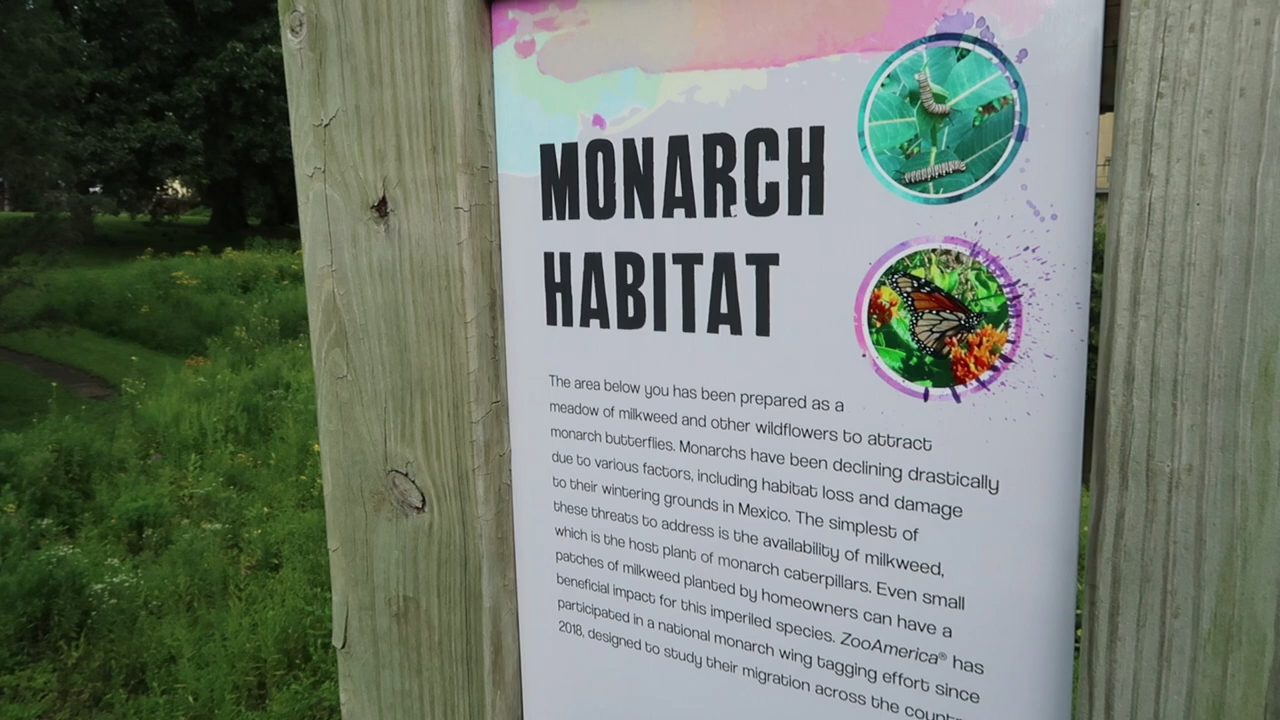 MONARCH
HABITAT
The area below you has been prepared as a
meadow of milkweed and other wildflowers to attract
monarch butterflies. Monarchs have been declining drastically
due to various factors, including habitat loss and damage
to their wintering grounds in Mexico. The simplest of
these threats to address is the availability of milkweed,
which is the host plant of monarch caterpillars. Even small
patches of milkweed planted by homeowners can have a
beneficial impact for this imperiled species. ZooAmerica® has
participated in a national monarch wing tagging effort since
2018, designed to study their migration across the